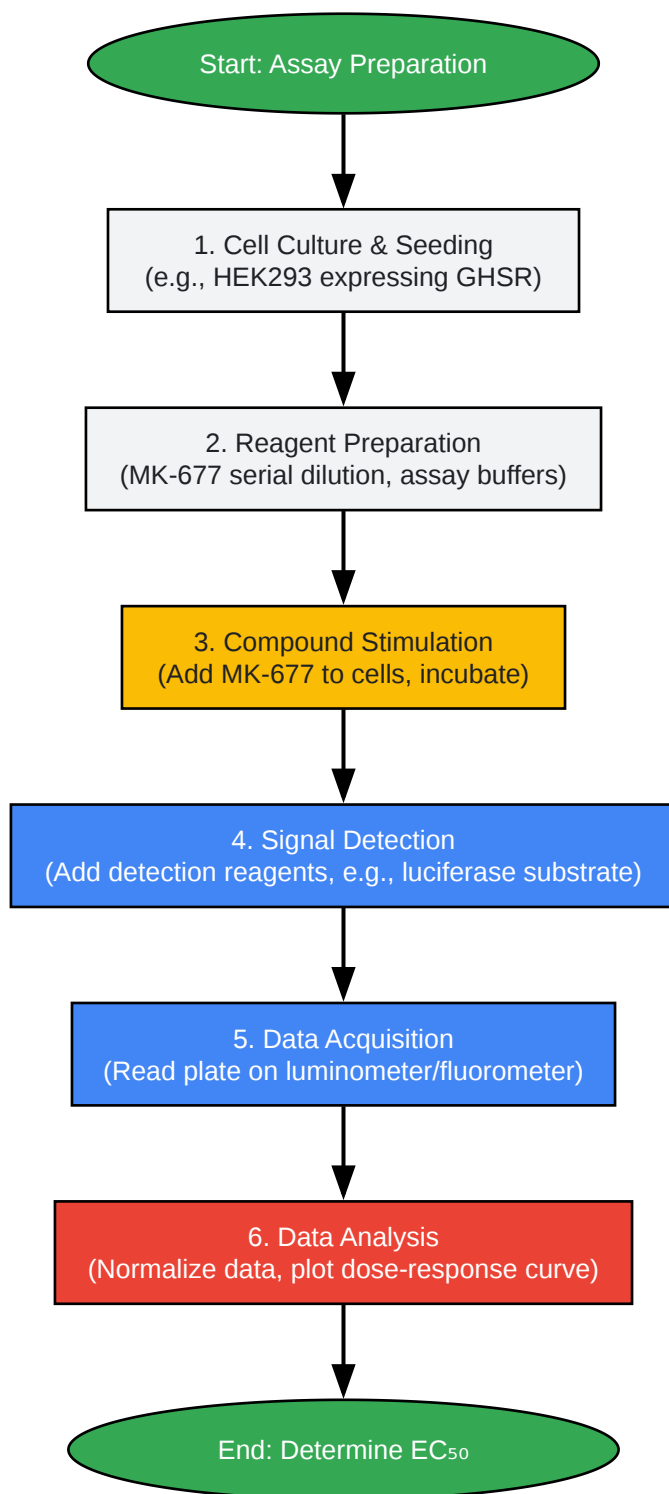 Start: Assay Preparation
1. Cell Culture & Seeding
(e.g., HEK293 expressing GHSR)
2. Reagent Preparation
(MK-677 serial dilution, assay buffers)
3. Compound Stimulation
(Add MK-677 to cells, incubate)
4. Signal Detection
(Add detection reagents, e.g., luciferase substrate)
5. Data Acquisition
(Read plate on luminometer/fluorometer)
6. Data Analysis
(Normalize data, plot dose-response curve)
End: Determine EC₅₀